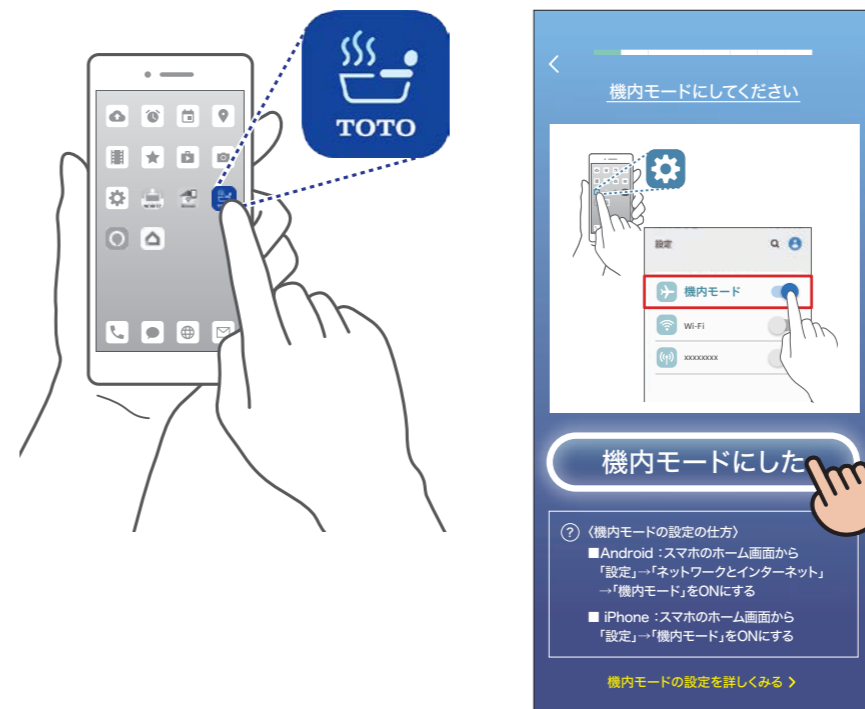 TOTO
機内モードにしてください
設定
機内モード
Wi-Fi
xxxxxxxx
機内モードにした
? 〈機内モードの設定の仕方〉
■Android：スマホのホーム画面から
「設定」→「ネットワークとインターネット」
→「機内モード」をONにする
■ iPhone：スマホのホーム画面から
「設定」→「機内モード」をONにする
機内モードの設定を詳しくみる >